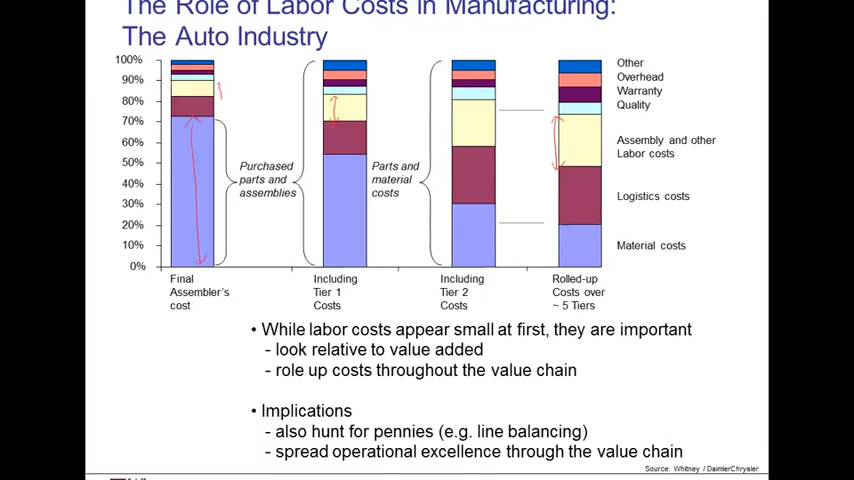 The Role of Labor Costs in Manufacturing:
The Auto Industry
100%
90%
80%
70%
60%
50%
40%
30%
20%
10%
0%
Purchased
parts and
assemblies
Parts and
material
costs
Other
Overhead
Warranty
Quality
Assembly and other
Labor costs
Logistics costs
Material costs
Final
Assembler's
cost
Including
Tier 1
Costs
Including
Tier 2
Costs
Rolled-up
Costs over
~ 5 Tiers
• While labor costs appear small at first, they are important
- look relative to value added
- role up costs throughout the value chain
• Implications
- also hunt for pennies (e.g. line balancing)
- spread operational excellence through the value chain
Source: Whitney / DaimlerChrysler